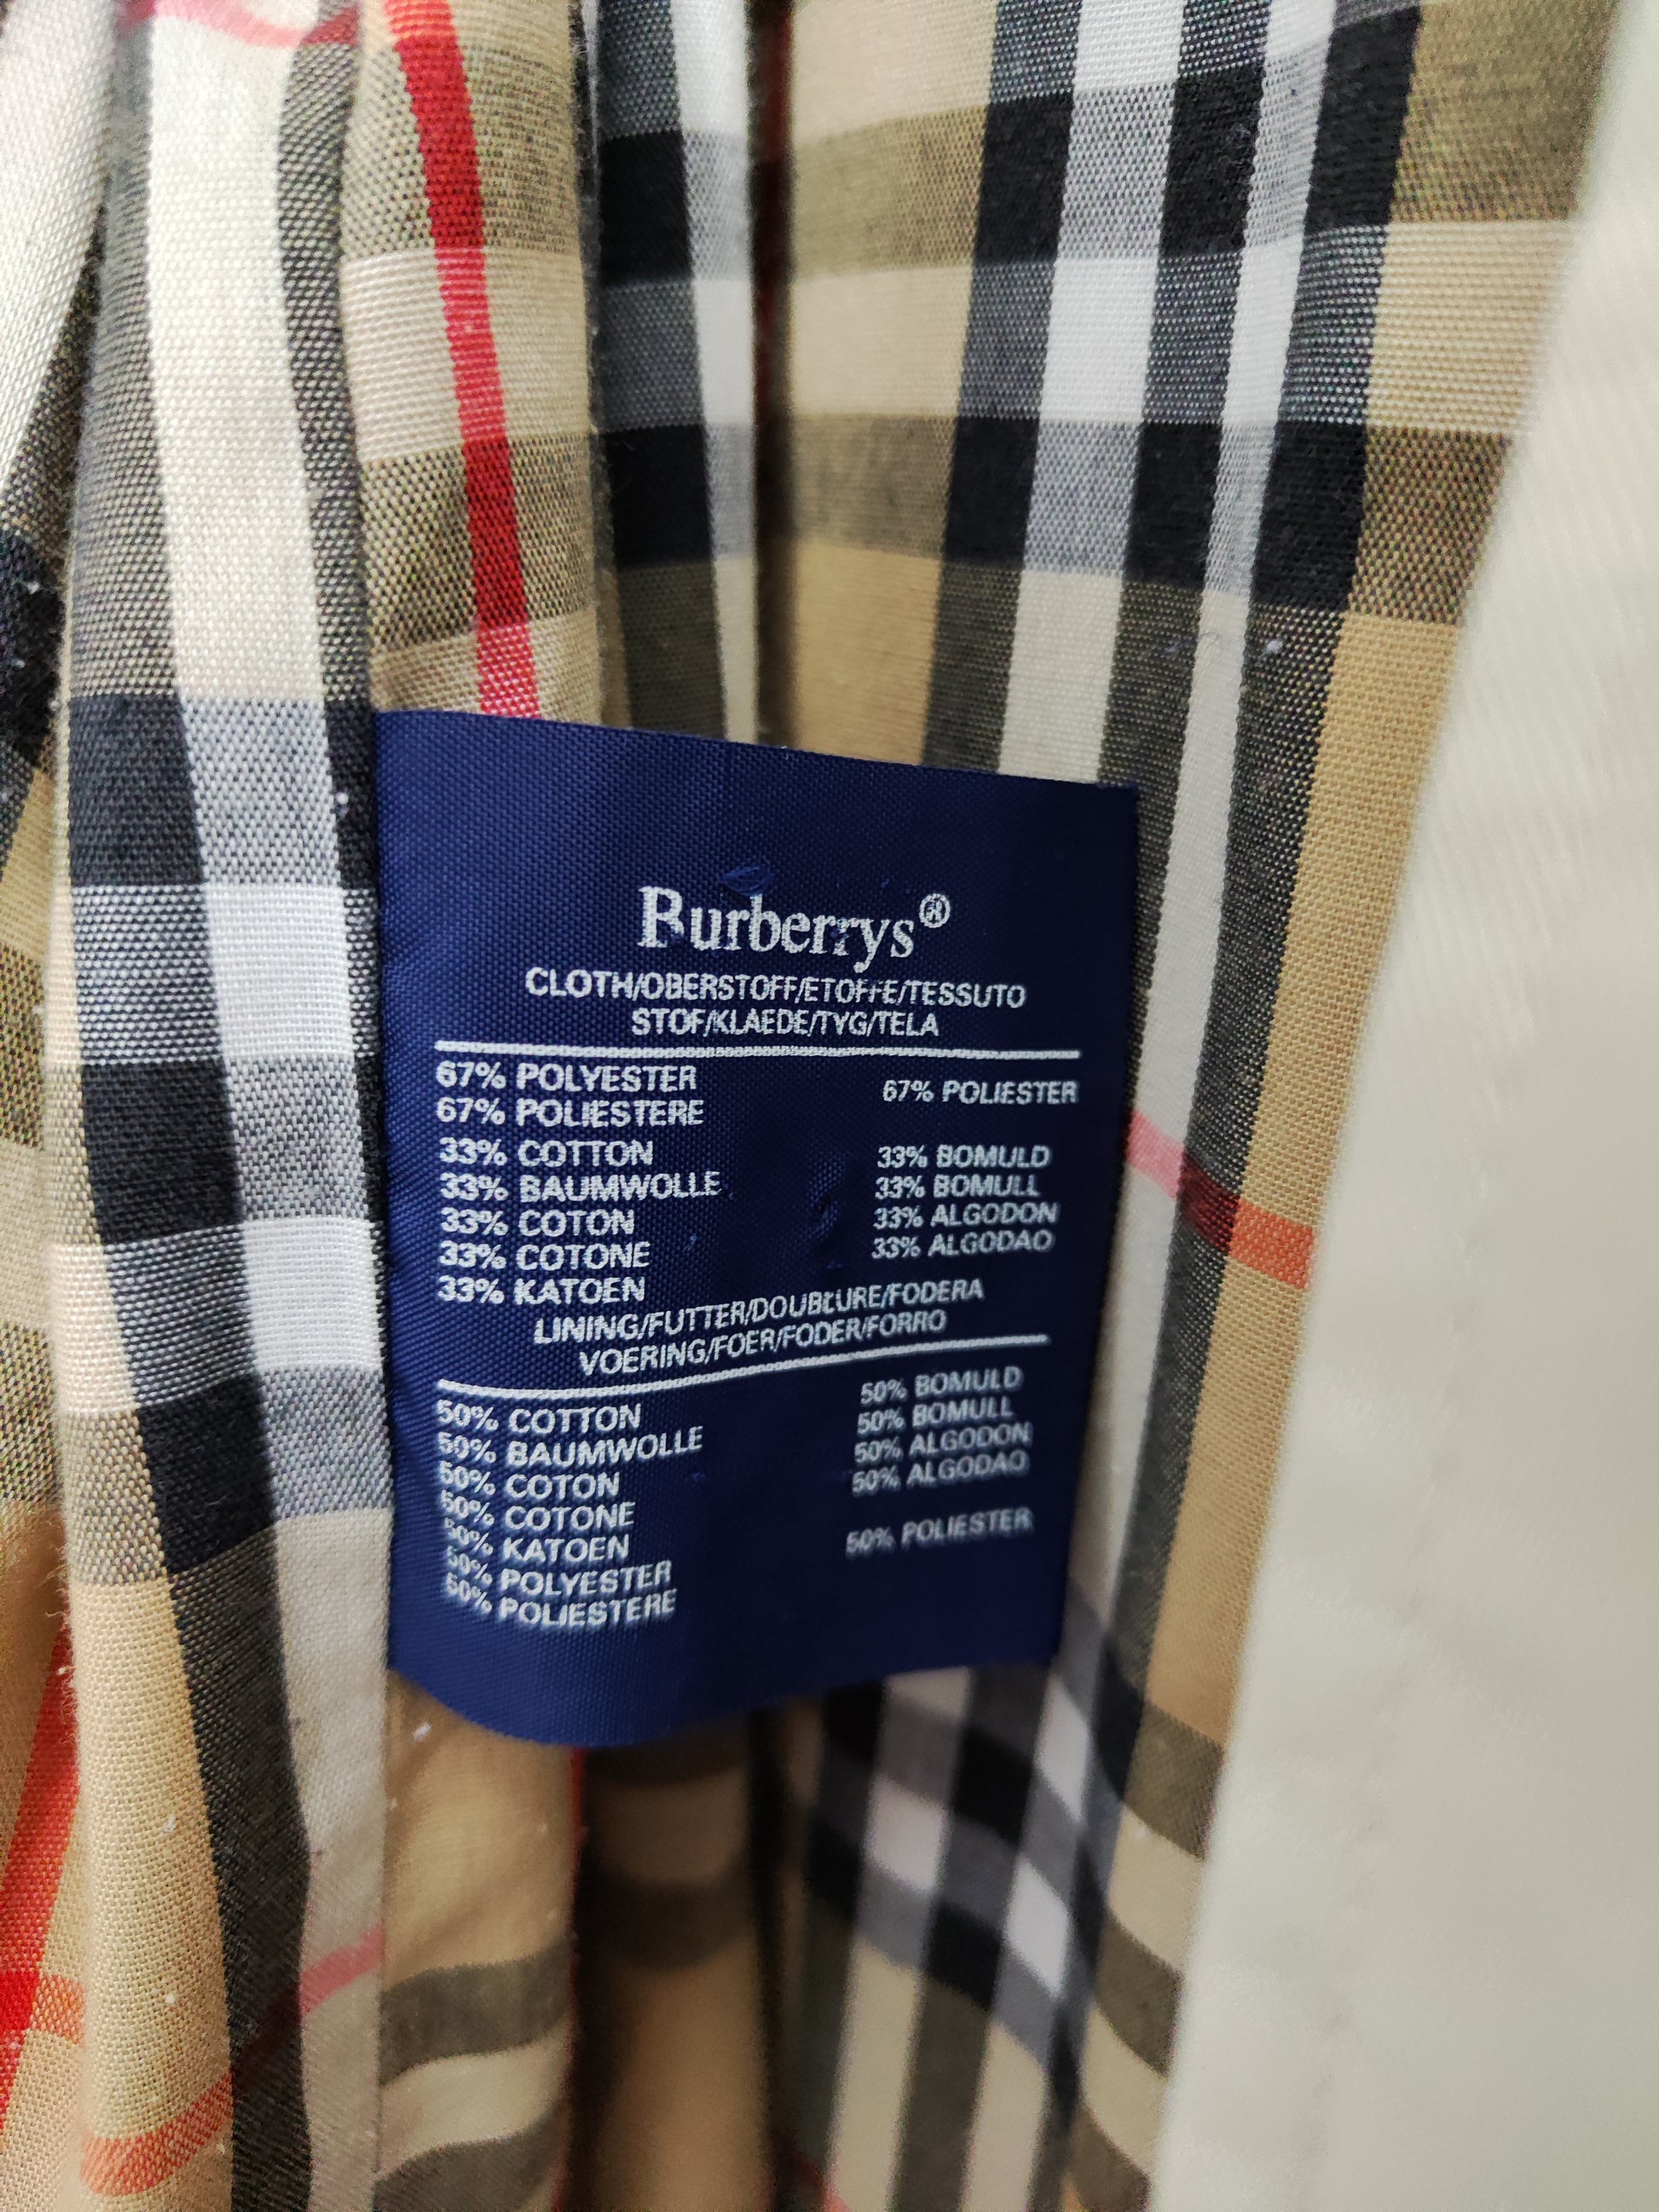 Burberrys®
CLOTH/OBERSTOFF/ETOFFE/TESSUTO
STOF/KLAEDE/TYG/TELA
67% POLYESTER
67% POLIESTERE
67% POLIESTER
33% COTTON
33% BAUMWOLLE
33% COTON
33% COTONE
33% KATOEN
33% BOMULD
33% BOMULL
33% ALGODON
33% ALGODAO
LINING/FUTTER/DOUBLURE/FODERA
VOERING/FOER/FODER/FORRO
50% COTTON
50% BAUMWOLLE
50% COTON
50% COTONE
50% KATOEN
50% POLYESTER
50% POLIESTERE
50% BOMULD
50% BOMULL
50% ALGODON
50% ALGODAO
50% POLIESTER